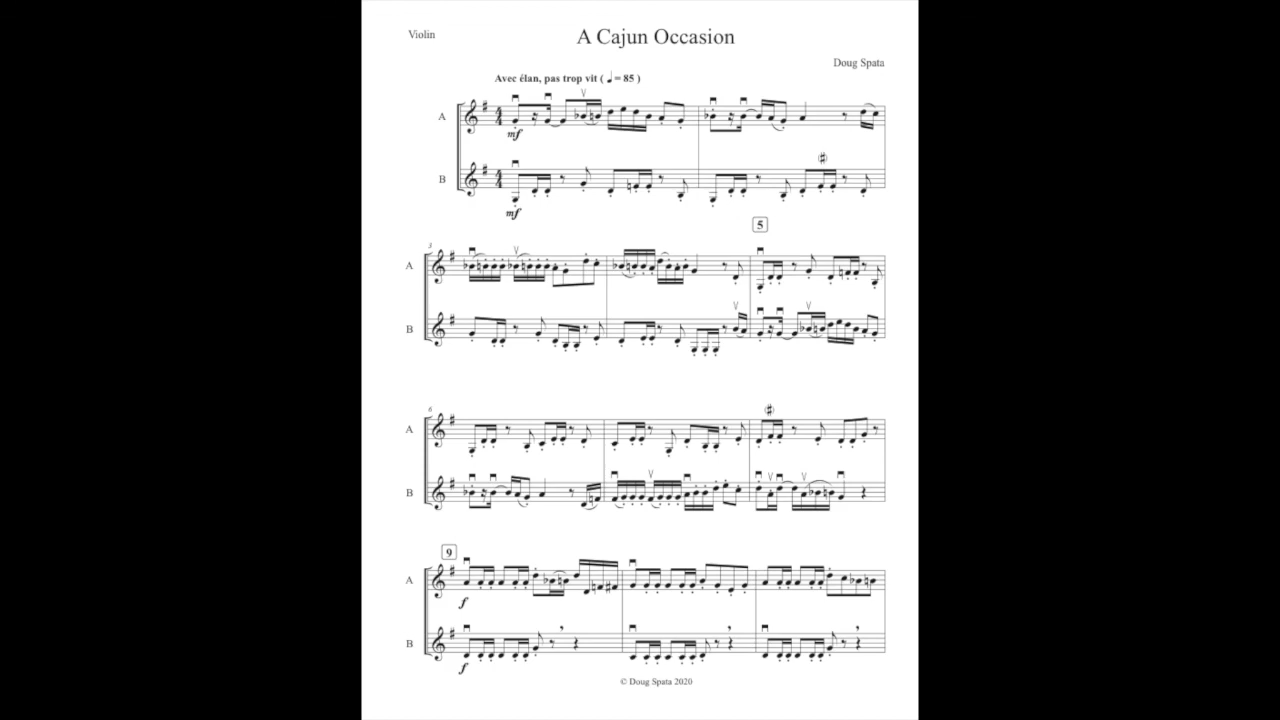 Violin
A Cajun Occasion
Doug Spata
Avec élan, pas trop vit ( ♩ = 85 )
A
mf
B
mf
3
5
A
B
6
A
B
9
A
f
B
f
© Doug Spata 2020